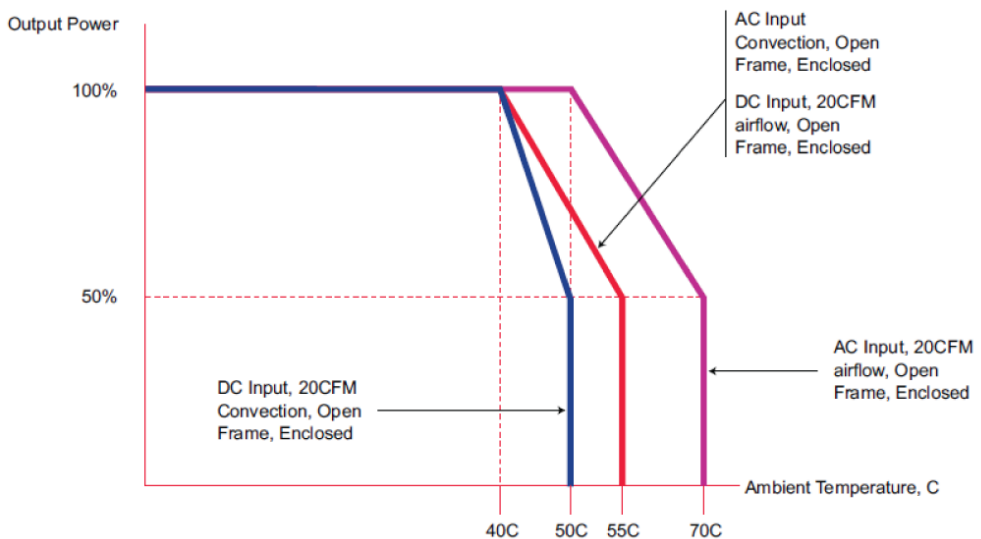 Output Power
AC Input
Convection, Open
Frame, Enclosed
DC Input, 20CFM
airflow, Open
Frame, Enclosed
100%
50%
AC Input, 20CFM
airflow, Open
Frame, Enclosed
DC Input, 20CFM
Convection, Open
Frame, Enclosed
Ambient Temperature, C
40C
50C
55C
70C